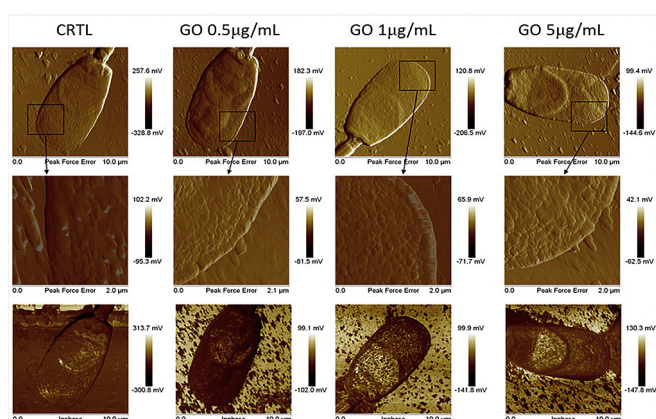 CRTL GO 0.5µg/mL GO 1µg/mL GO 5µg/mL
257.6 mV 182.3 mV 120.8 mV 99.4 mV
-328.8 mV -197.0 mV -206.5 mV -144.6 mV
0.0 Peak Force Error 10.0 µm 0.0 Peak Force Error 10.0 µm 0.0 Peak Force Error 10.0 µm 0.0 Peak Force Error 10.0 µm
102.2 mV 57.5 mV 65.9 mV 42.1 mV
-95.3 mV -81.5 mV -71.7 mV -62.5 mV
0.0 Peak Force Error 2.0 µm 0.0 Peak Force Error 2.1 µm 0.0 Peak Force Error 2.0 µm 0.0 Peak Force Error 2.0 µm
313.7 mV 99.1 mV 99.9 mV 130.3 mV
-300.8 mV -102.0 mV -141.8 mV -147.8 mV